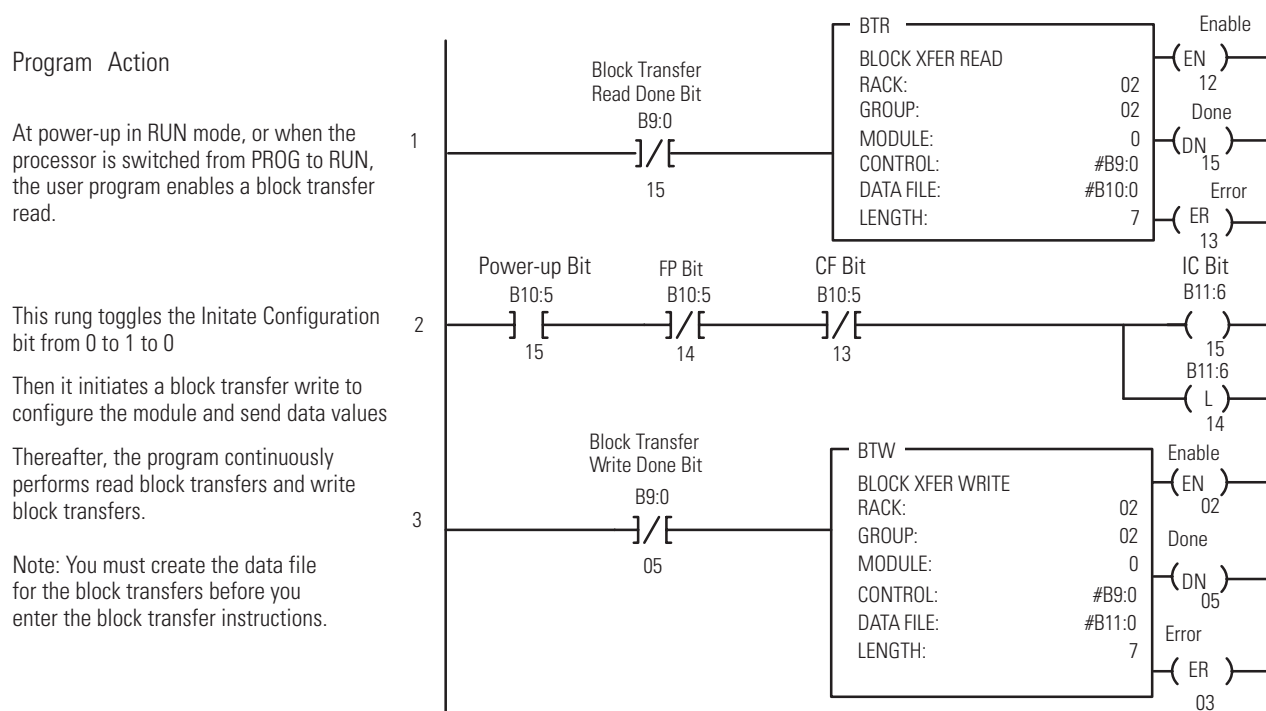 Program Action
At power-up in RUN mode, or when the
processor is switched from PROG to RUN,
the user program enables a block transfer
read.
This rung toggles the Initate Configuration
bit from 0 to 1 to 0
Then it initiates a block transfer write to
configure the module and send data values
Thereafter, the program continuously
performs read block transfers and write
block transfers.
Note: You must create the data file
for the block transfers before you
enter the block transfer instructions.
1
Block Transfer
Read Done Bit
B9:0
15
BTR
BLOCK XFER READ
RACK: 02
GROUP: 02
MODULE: 0
CONTROL: #B9:0
DATA FILE: #B10:0
LENGTH: 7
Enable
EN
12
Done
DN
15
Error
ER
13
2
Power-up Bit
B10:5
15
FP Bit
B10:5
14
CF Bit
B10:5
13
IC Bit
B11:6
15
B11:6
L
14
3
Block Transfer
Write Done Bit
B9:0
05
BTW
BLOCK XFER WRITE
RACK: 02
GROUP: 02
MODULE: 0
CONTROL: #B9:0
DATA FILE: #B11:0
LENGTH: 7
Enable
EN
02
Done
DN
05
Error
ER
03